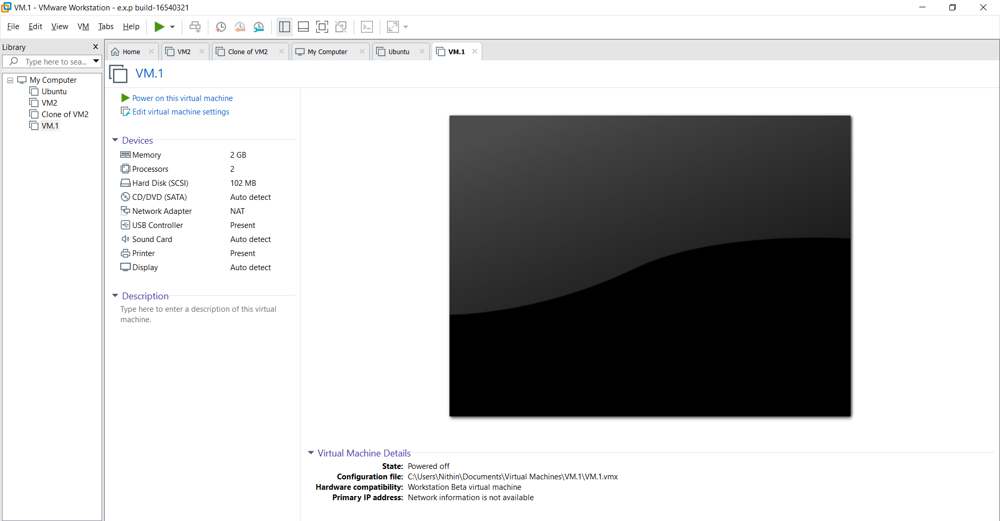 VM.1 - VMware Workstation - e.x.p build-16540321
File Edit View VM Tabs Help
Library
Type here to sea...
My Computer
Ubuntu
VM2
Clone of VM2
VM.1
Home VM2 Clone of VM2 My Computer Ubuntu VM.1
VM.1
Power on this virtual machine
Edit virtual machine settings
Devices
Memory 2 GB
Processors 2
Hard Disk (SCSI) 102 MB
CD/DVD (SATA) Auto detect
Network Adapter NAT
USB Controller Present
Sound Card Auto detect
Printer Present
Display Auto detect
Description
Type here to enter a description of this virtual
machine.
Virtual Machine Details
State: Powered off
Configuration file: C:\Users\Nithin\Documents\Virtual Machines\VM.1\VM.1.vmx
Hardware compatibility: Workstation Beta virtual machine
Primary IP address: Network information is not available